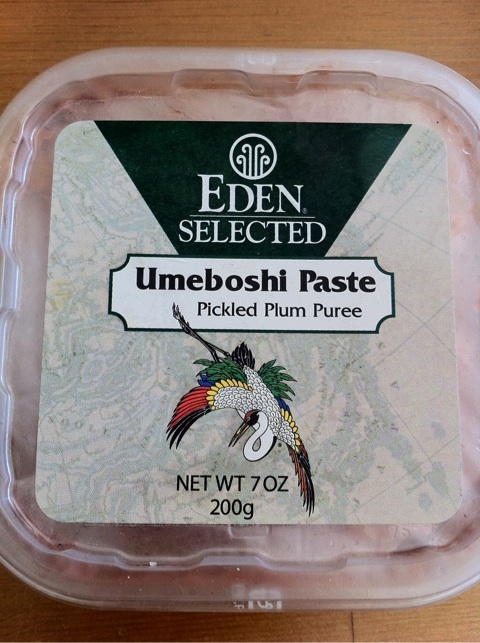 EDEN®
SELECTED
Umeboshi Paste
Pickled Plum Puree
NET WT 7 OZ
200g